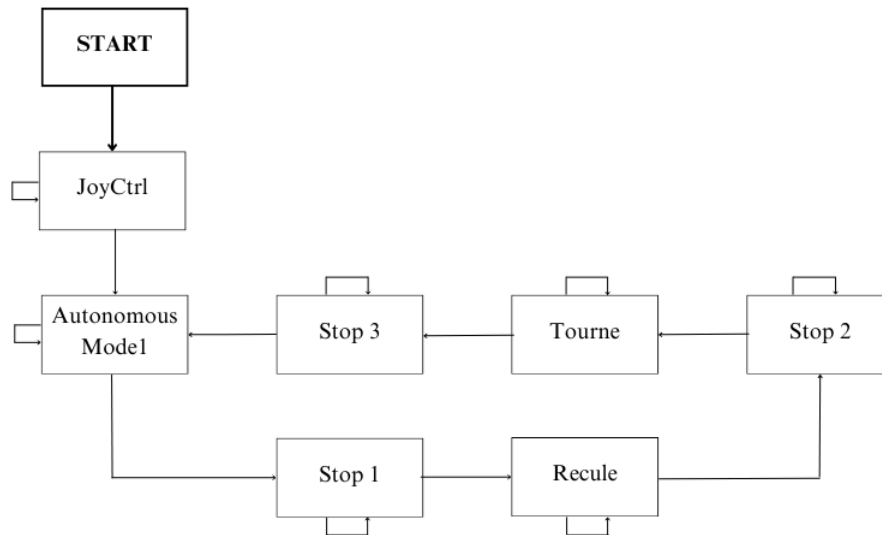 START
JoyCtrl
Autonomous
Mode1
Stop 3
Tourne
Stop 2
Stop 1
Recule